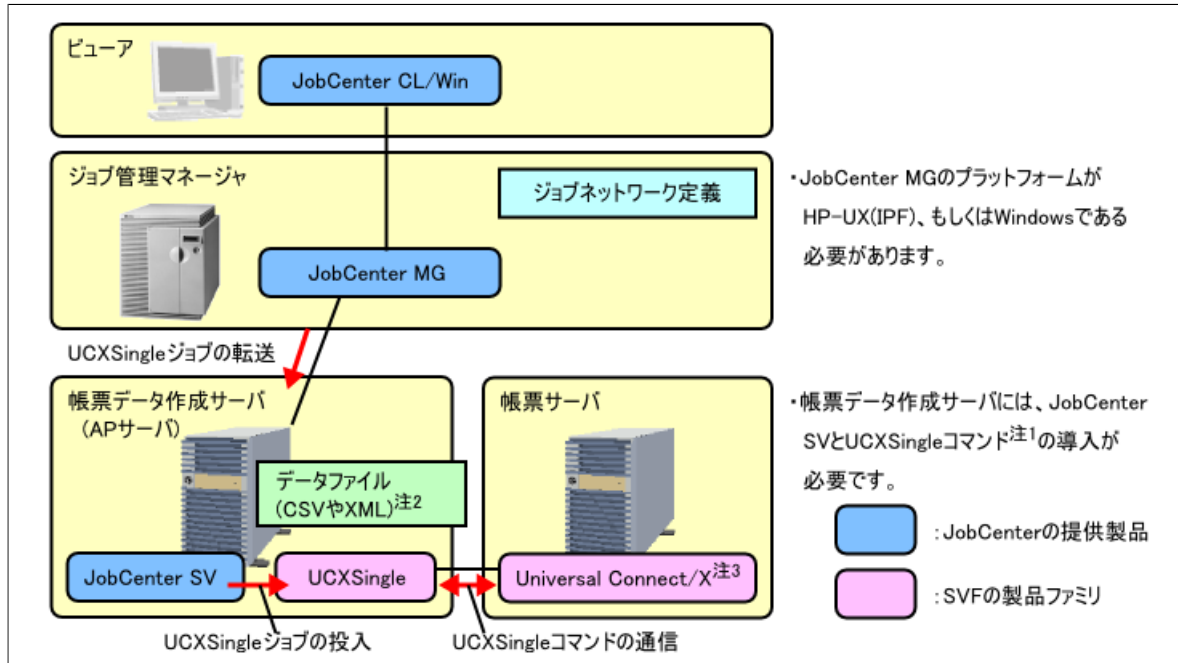 ビューア
JobCenter CL/Win
ジョブ管理マネージャ
ジョブネットワーク定義
JobCenter MG
・JobCenter MGのプラットフォームが
HP-UX(IPF)、もしくはWindowsである
必要があります。
UCXSingleジョブの転送
帳票データ作成サーバ
(APサーバ)
データファイル
(CSVやXML)注2
JobCenter SV
UCXSingle
帳票サーバ
Universal Connect/X注3
UCXSingleジョブの投入
UCXSingleコマンドの通信
・帳票データ作成サーバには、JobCenter
SVとUCXSingleコマンド注1の導入が
必要です。
:JobCenterの提供製品
:SVFの製品ファミリ